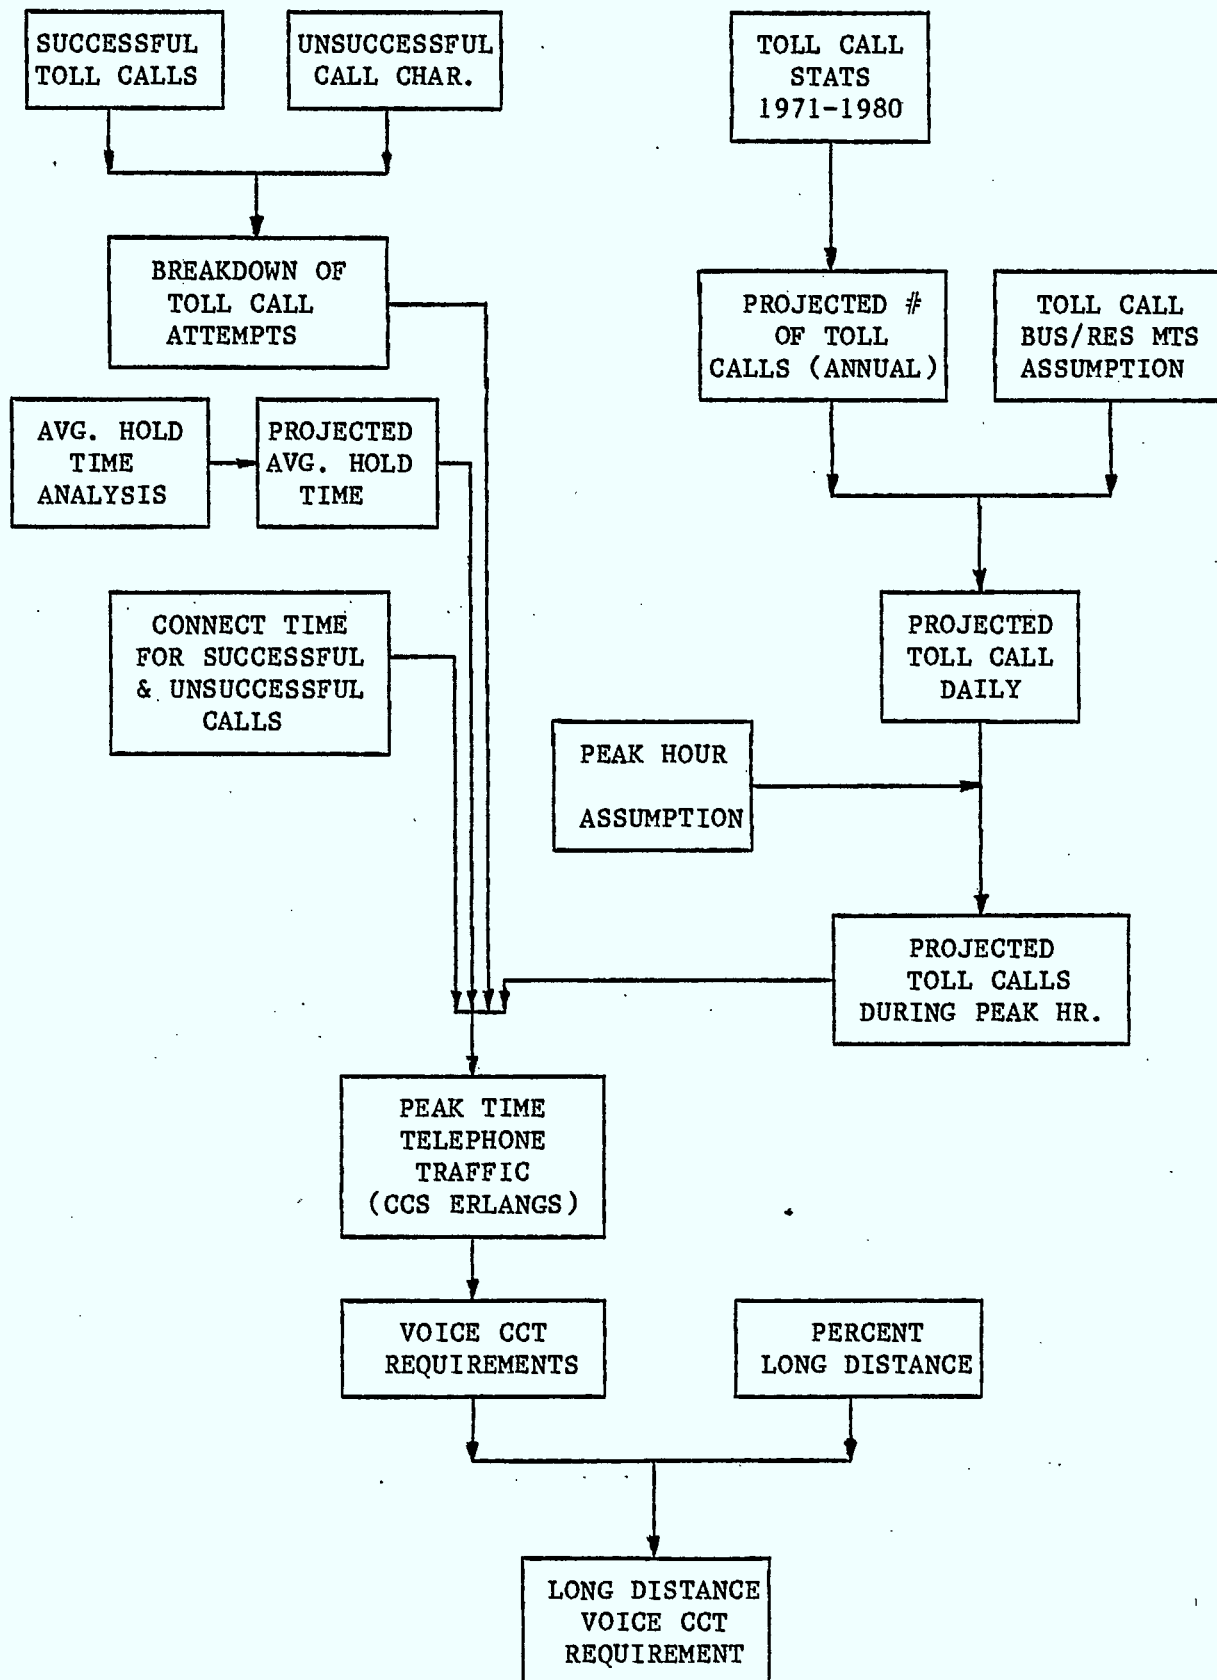 SUCCESSFUL
TOLL CALLS
UNSUCCESSFUL
CALL CHAR.
TOLL CALL
STATS
1971-1980
BREAKDOWN OF
TOLL CALL
ATTEMPTS
PROJECTED #
OF TOLL
CALLS (ANNUAL)
TOLL CALL
BUS/RES MTS
ASSUMPTION
AVG. HOLD
TIME
ANALYSIS
PROJECTED
AVG. HOLD
TIME
CONNECT TIME
FOR SUCCESSFUL
& UNSUCCESSFUL
CALLS
PROJECTED
TOLL CALL
DAILY
PEAK HOUR
ASSUMPTION
PROJECTED
TOLL CALLS
DURING PEAK HR.
PEAK TIME
TELEPHONE
TRAFFIC
(CCS ERLANGS)
VOICE CCT
REQUIREMENTS
PERCENT
LONG DISTANCE
LONG DISTANCE
VOICE CCT
REQUIREMENT